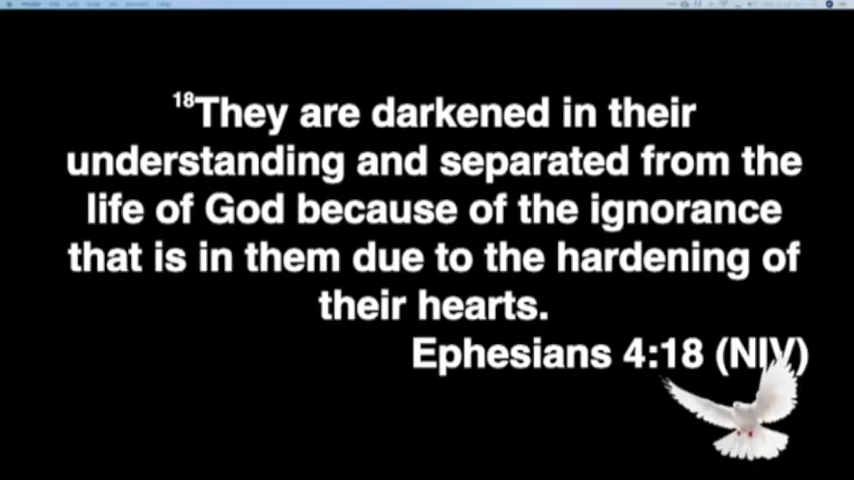 18They are darkened in their
understanding and separated from the
life of God because of the ignorance
that is in them due to the hardening of
their hearts.
Ephesians 4:18 (NIV)